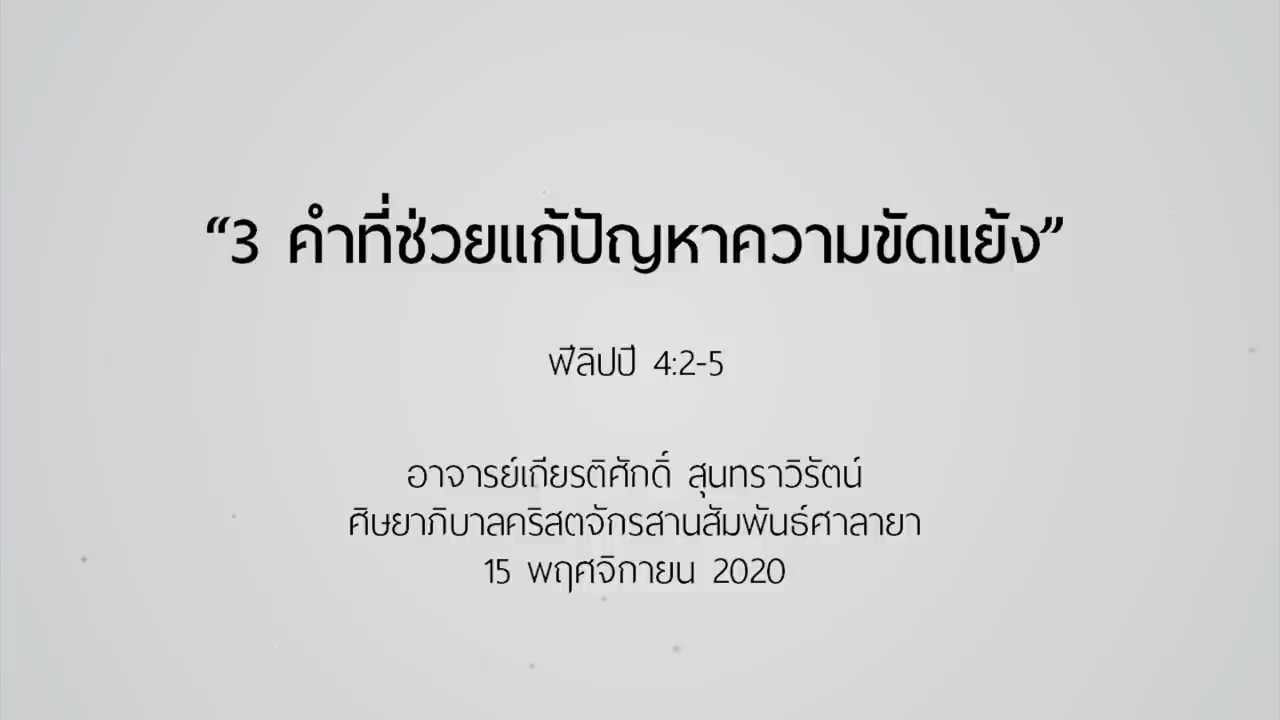 “3 คำที่ช่วยแก้ปัญหาความขัดแย้ง”
ฟีลิปปี 4:2-5
อาจารย์เกียรติศักดิ์ สุนทราวิรัตน์
ศิษยาภิบาลคริสตจักรสานสัมพันธ์ศาลายา
15 พฤศจิกายน 2020